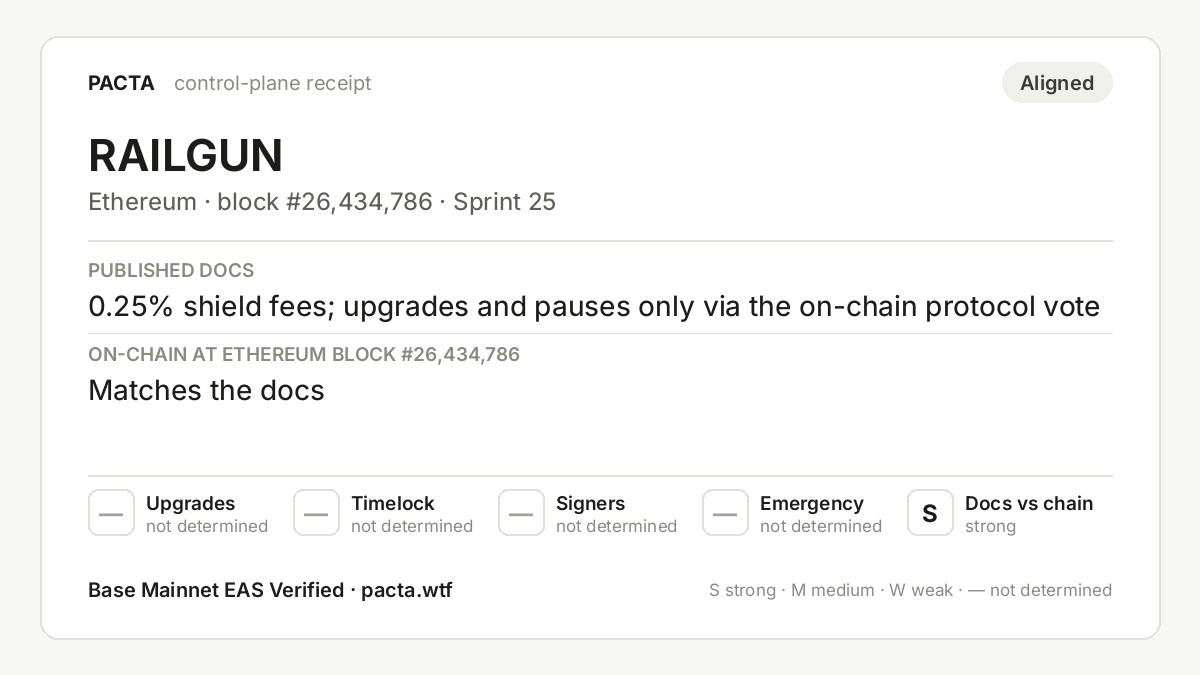 PACTA control-plane receipt Aligned
RAILGUN
Ethereum · block #26,434,786 · Sprint 25
PUBLISHED DOCS
0.25% shield fees; upgrades and pauses only via the on-chain protocol vote
ON-CHAIN AT ETHEREUM BLOCK #26,434,786
Matches the docs
— Upgrades not determined
— Timelock not determined
— Signers not determined
— Emergency not determined
S Docs vs chain strong
Base Mainnet EAS Verified · pacta.wtf
S strong · M medium · W weak · — not determined